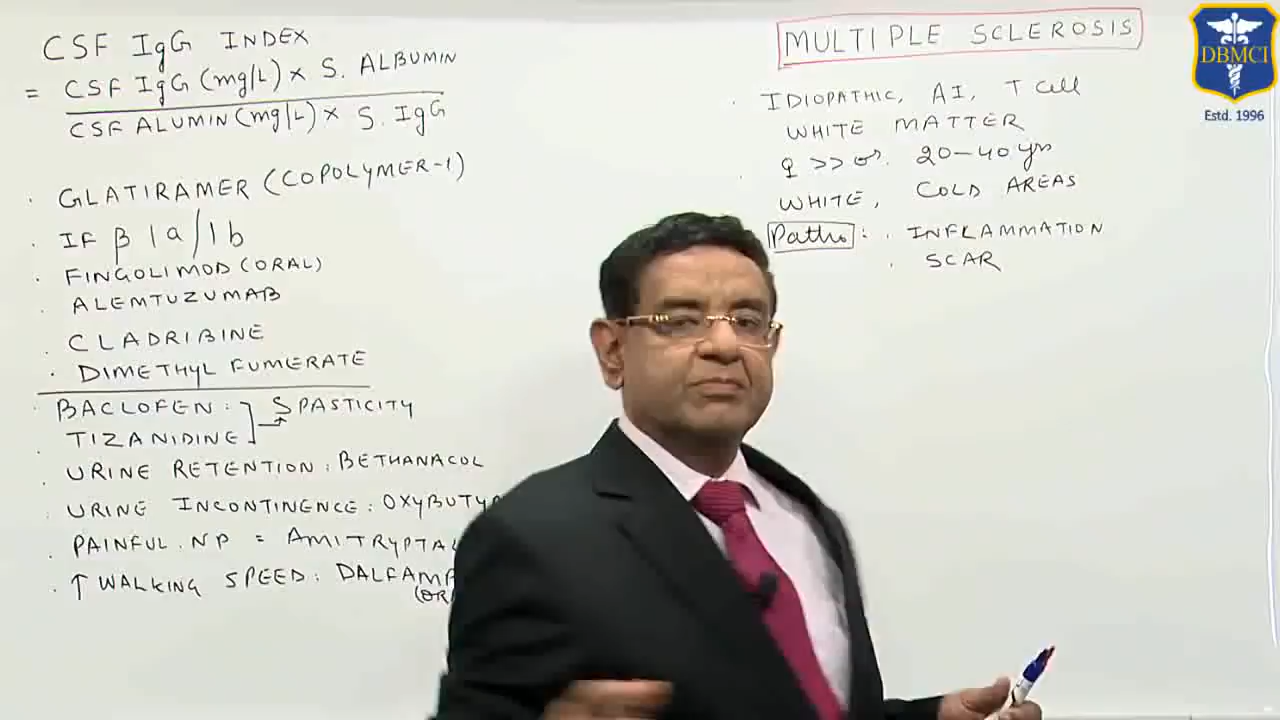 CSF IgG INDEX
= CSF IgG (mg/L) × S. ALBUMIN
CSF ALUMIN (mg/L) × S. IgG
. GLATIRAMER (COPOLYMER-1)
. IF β 1a/1b
. FINGOLIMOD (ORAL)
. ALEMTUZUMAB
. CLADRIBINE
. DIMETHYL FUMERATE
. BACLOFEN :
. TIZANIDINE
→ SPASTICITY
. URINE RETENTION : BETHANACOL
. URINE INCONTINENCE : OXYBUTY
. PAINFUL NP = AMITRYPTA
. ↑ WALKING SPEED : DALFAMP
(OR
MULTIPLE SCLEROSIS
. IDIOPATHIC, AI, T Cell
WHITE MATTER
. ♀ >> ♂. 20-40 yrs
WHITE, COLD AREAS
Patho : . INFLAMMATION
. SCAR
DBMCI
Estd. 1996